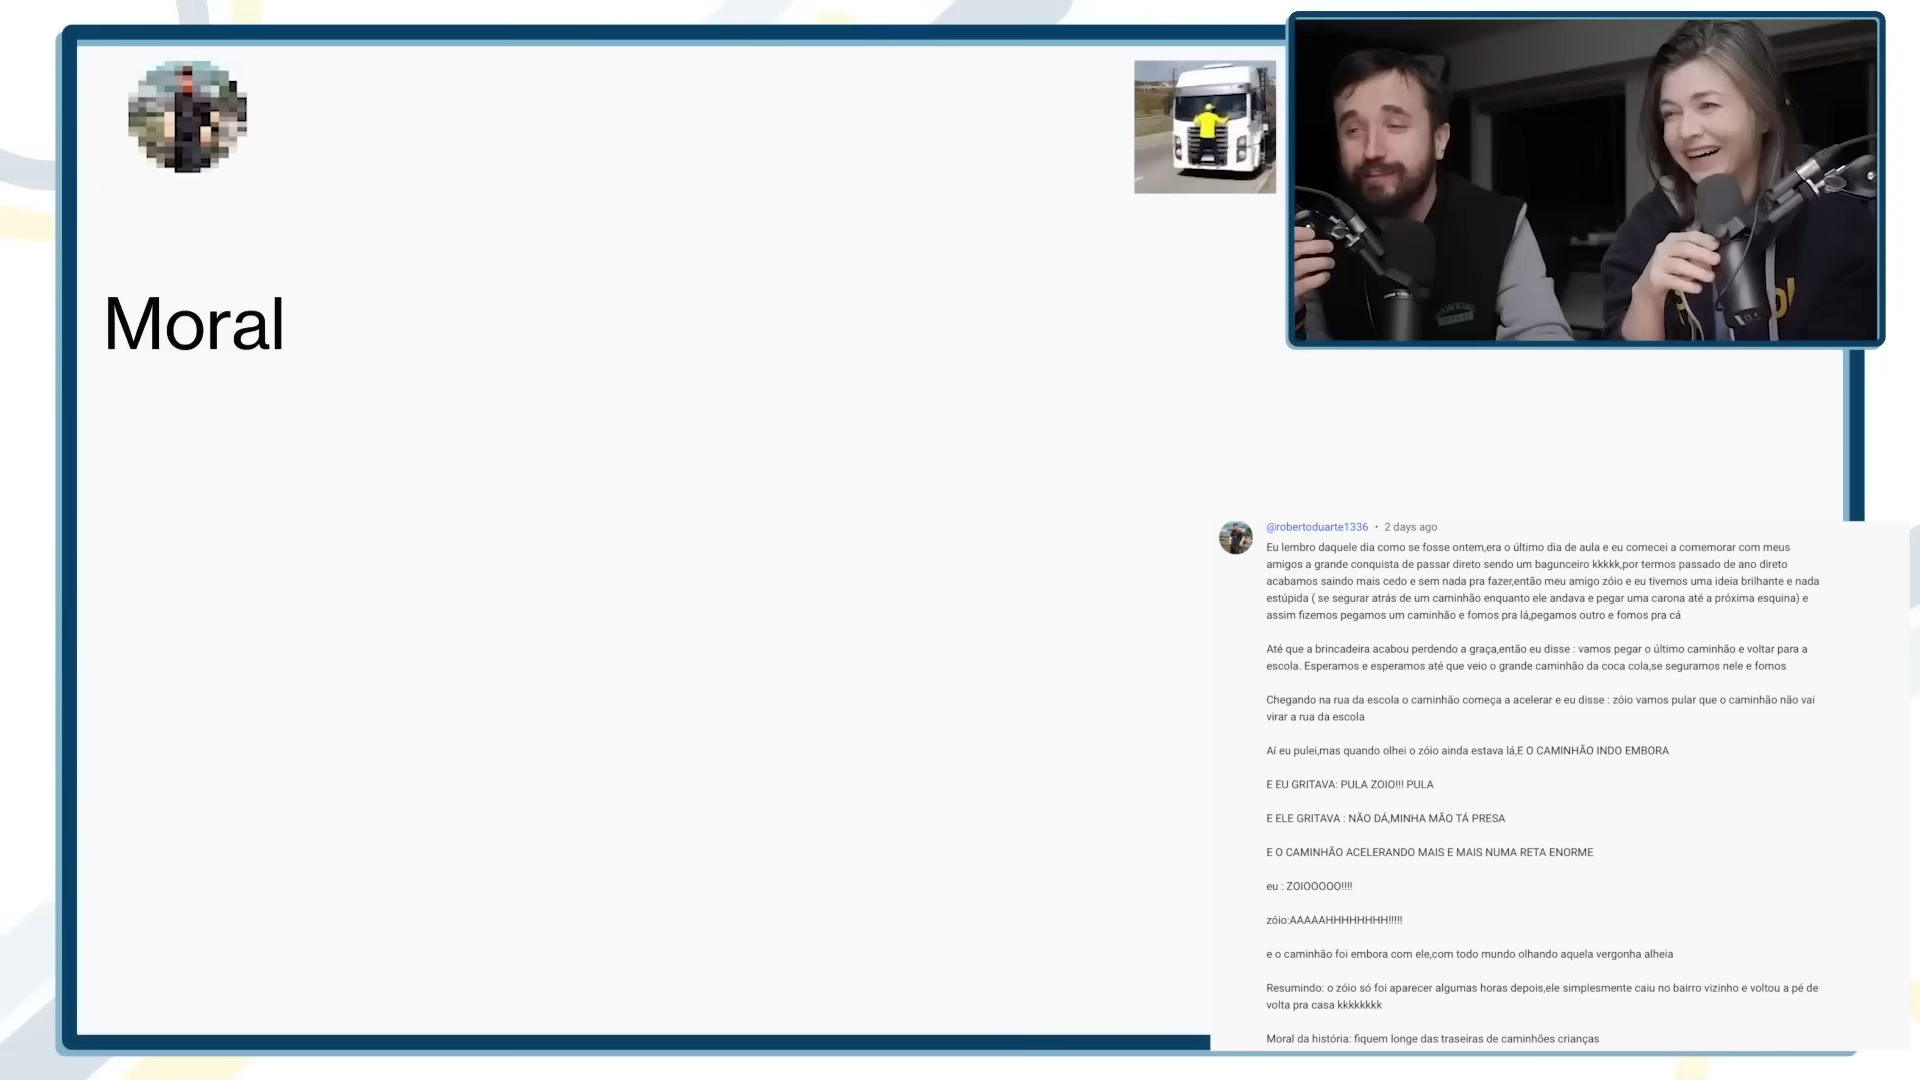 Moral
@robertoduarte1336 • 2 days ago
Eu lembro daquele dia como se fosse ontem,era o último dia de aula e eu comecei a comemorar com meus
amigos a grande conquista de passar direto sendo um bagunceiro kkkkk,por termos passado de ano direto
acabamos saindo mais cedo e sem nada pra fazer,então meu amigo zóio e eu tivemos uma ideia brilhante e nada
estúpida ( se segurar atrás de um caminhão enquanto ele andava e pegar uma carona até a próxima esquina) e
assim fizemos pegamos um caminhão e fomos pra lá,pegamos outro e fomos pra cá
Até que a brincadeira acabou perdendo a graça,então eu disse : vamos pegar o último caminhão e voltar para a
escola. Esperamos e esperamos até que veio o grande caminhão da coca cola,se seguramos nele e fomos
Chegando na rua da escola o caminhão começa a acelerar e eu disse : zóio vamos pular que o caminhão não vai
virar a rua da escola
Aí eu pulei,mas quando olhei o zóio ainda estava lá,E O CAMINHÃO INDO EMBORA
E EU GRITAVA: PULA ZOIO!!! PULA
E ELE GRITAVA : NÃO DÁ,MINHA MÃO TÁ PRESA
E O CAMINHÃO ACELERANDO MAIS E MAIS NUMA RETA ENORME
eu : ZOIOOOOO!!!!
zóio:AAAAAHHHHHHHH!!!!!
e o caminhão foi embora com ele,com todo mundo olhando aquela vergonha alheia
Resumindo: o zóio só foi aparecer algumas horas depois,ele simplesmente caiu no bairro vizinho e voltou a pé de
volta pra casa kkkkkkkk
Moral da história: fiquem longe das traseiras de caminhões crianças